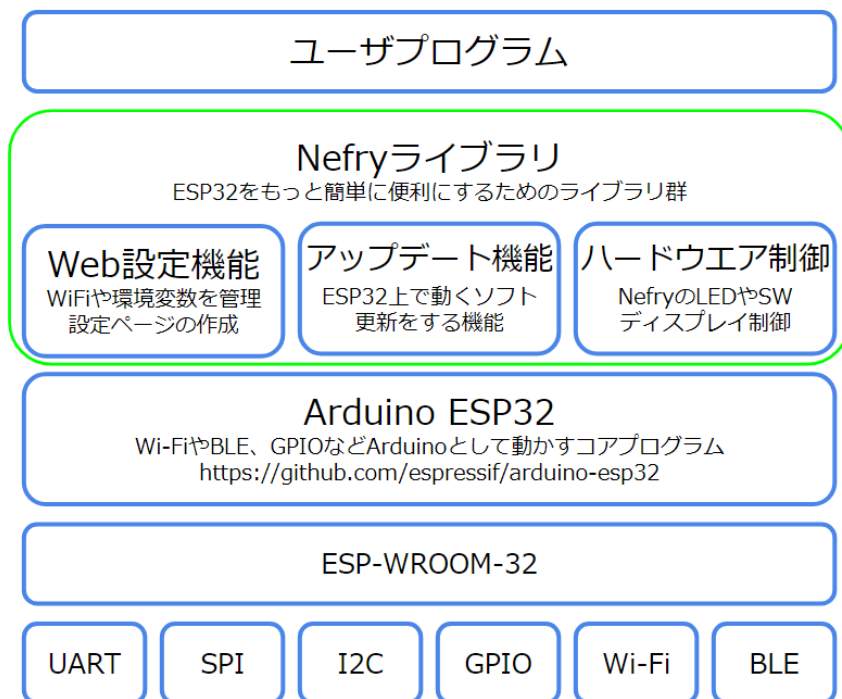 ユーザプログラム
Nefryライブラリ
ESP32をもっと簡単に便利にするためのライブラリ群
Web設定機能
WiFiや環境変数を管理
設定ページの作成
アップデート機能
ESP32上で動くソフト
更新をする機能
ハードウエア制御
NefryのLEDやSW
ディスプレイ制御
Arduino ESP32
Wi-FiやBLE、GPIOなどArduinoとして動かすコアプログラム
https://github.com/espressif/arduino-esp32
ESP-WROOM-32
UART
SPI
I2C
GPIO
Wi-Fi
BLE